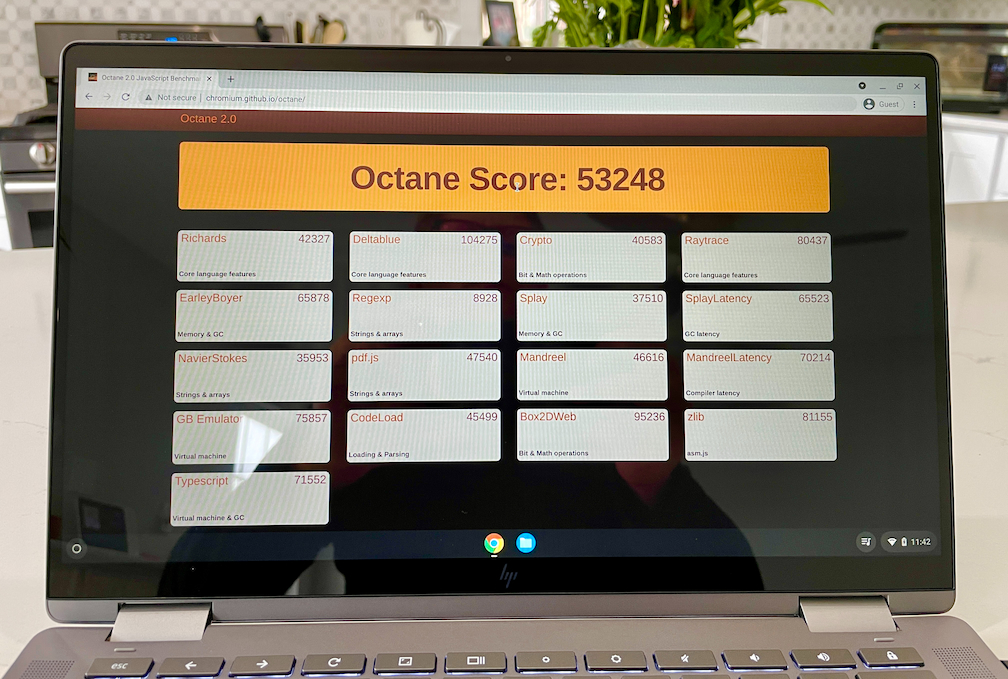 Octane 2.0 JavaScript Benchma
Not secure | chromium.github.io/octane/
Guest
Octane 2.0
Octane Score: 53248
Richards 42327
Core language features
Deltablue 104275
Core language features
Crypto 40583
Bit & Math operations
Raytrace 80437
Core language features
EarleyBoyer 65878
Memory & GC
Regexp 8928
Strings & arrays
Splay 37510
Memory & GC
SplayLatency 65523
GC latency
NavierStokes 35953
Strings & arrays
pdf.js 47540
Strings & arrays
Mandreel 46616
Virtual machine
MandreelLatency 70214
Compiler latency
GB Emulator 75857
Virtual machine
CodeLoad 45499
Loading & Parsing
Box2DWeb 95236
Bit & Math operations
zlib 81155
asm.js
Typescript 71552
Virtual machine & GC
11:42
hp
esc